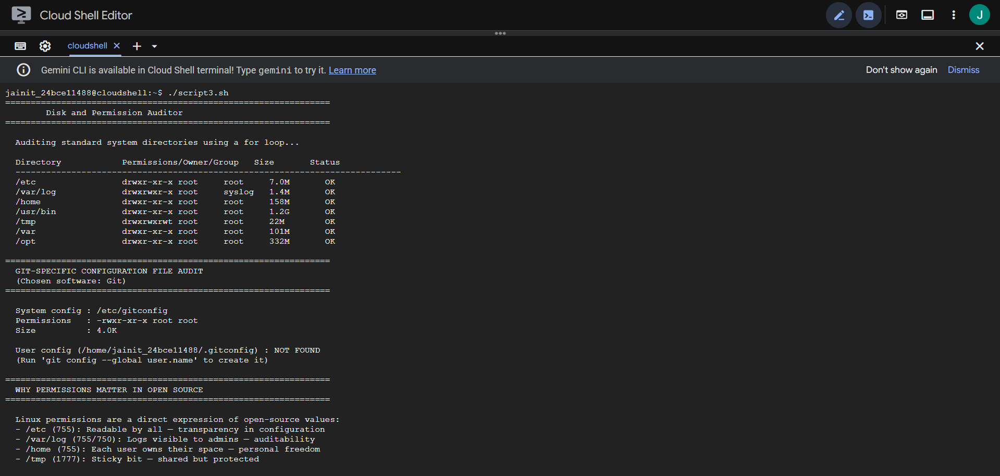 Cloud Shell Editor
J
cloudshell
Gemini CLI is available in Cloud Shell terminal! Type gemini to try it. Learn more
Don't show again Dismiss
jainit_24bce11488@cloudshell:~$ ./script3.sh
================================================================
        Disk and Permission Auditor
================================================================
  Auditing standard system directories using a for loop...
  Directory            Permissions/Owner/Group   Size       Status
  ----------------------------------------------------------------------------
  /etc                 drwxr-xr-x root     root     7.0M       OK
  /var/log             drwxrwxr-x root     syslog   1.4M       OK
  /home                drwxr-xr-x root     root     158M       OK
  /usr/bin             drwxr-xr-x root     root     1.2G       OK
  /tmp                 drwxrwxrwt root     root     22M        OK
  /var                 drwxr-xr-x root     root     101M       OK
  /opt                 drwxr-xr-x root     root     332M       OK
================================================================
  GIT-SPECIFIC CONFIGURATION FILE AUDIT
  (Chosen software: Git)
================================================================
  System config : /etc/gitconfig
  Permissions   : -rwxr-xr-x root root
  Size          : 4.0K
  User config (/home/jainit_24bce11488/.gitconfig) : NOT FOUND
  (Run 'git config --global user.name' to create it)
================================================================
  WHY PERMISSIONS MATTER IN OPEN SOURCE
================================================================
  Linux permissions are a direct expression of open-source values:
  - /etc (755): Readable by all — transparency in configuration
  - /var/log (755/750): Logs visible to admins — auditability
  - /home (755): Each user owns their space — personal freedom
  - /tmp (1777): Sticky bit — shared but protected